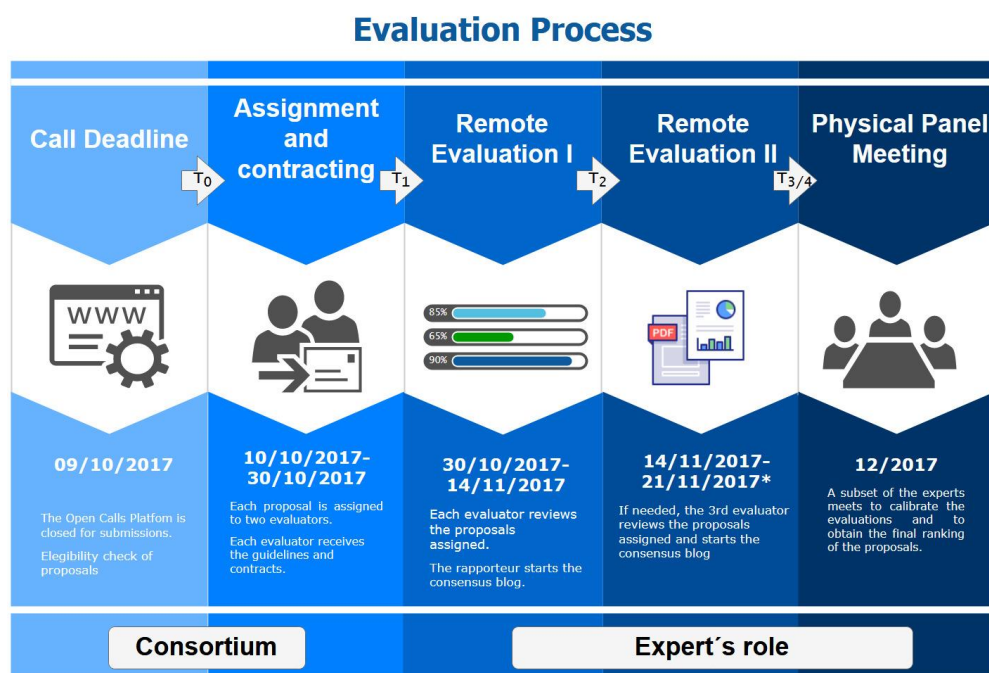 Evaluation Process
Call Deadline
T0
Assignment
and
contracting
T1
Remote
Evaluation I
T2
Remote
Evaluation II
T3/4
Physical Panel
Meeting
WWW
85%
65%
90%
PDF
09/10/2017
The Open Calls Platfom is
closed for submissions.
Elegibility check of
proposals
10/10/2017-
30/10/2017
Each proposal is assigned
to two evaluators.
Each evaluator receives
the guidelines and
contracts.
30/10/2017-
14/11/2017
Each evaluator reviews
the proposals
assigned.
The rapporteur starts the
consensus blog.
14/11/2017-
21/11/2017*
If needed, the 3rd evaluator
reviews the proposals
assigned and starts the
consensus blog
12/2017
A subset of the experts
meets to calibrate the
evaluations and to
obtain the final ranking
of the proposals.
Consortium
Expert´s role